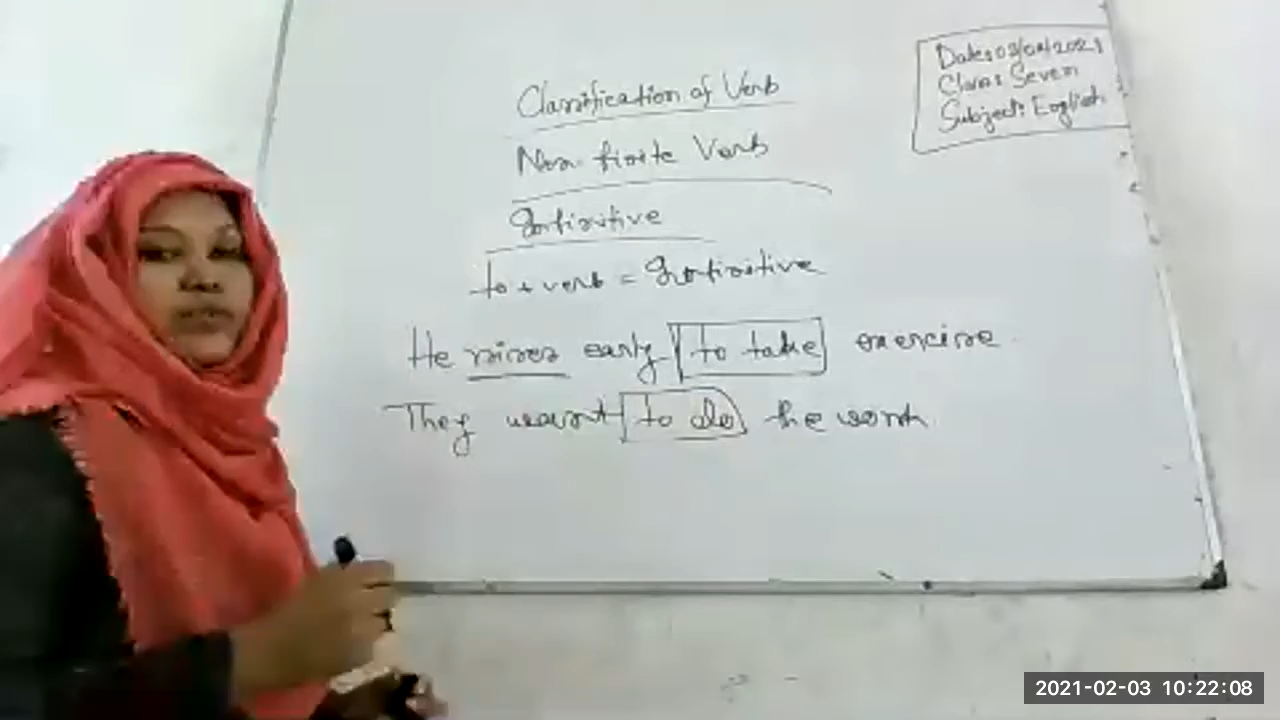 Classification of Verb
Non-finite Verb
Infinitive
to + verb = Infinitive
He rises early to take exercise.
They want to do the work.
Date: 03/02/2021
Class: Seven
Subject: English
2021-02-03 10:22:08